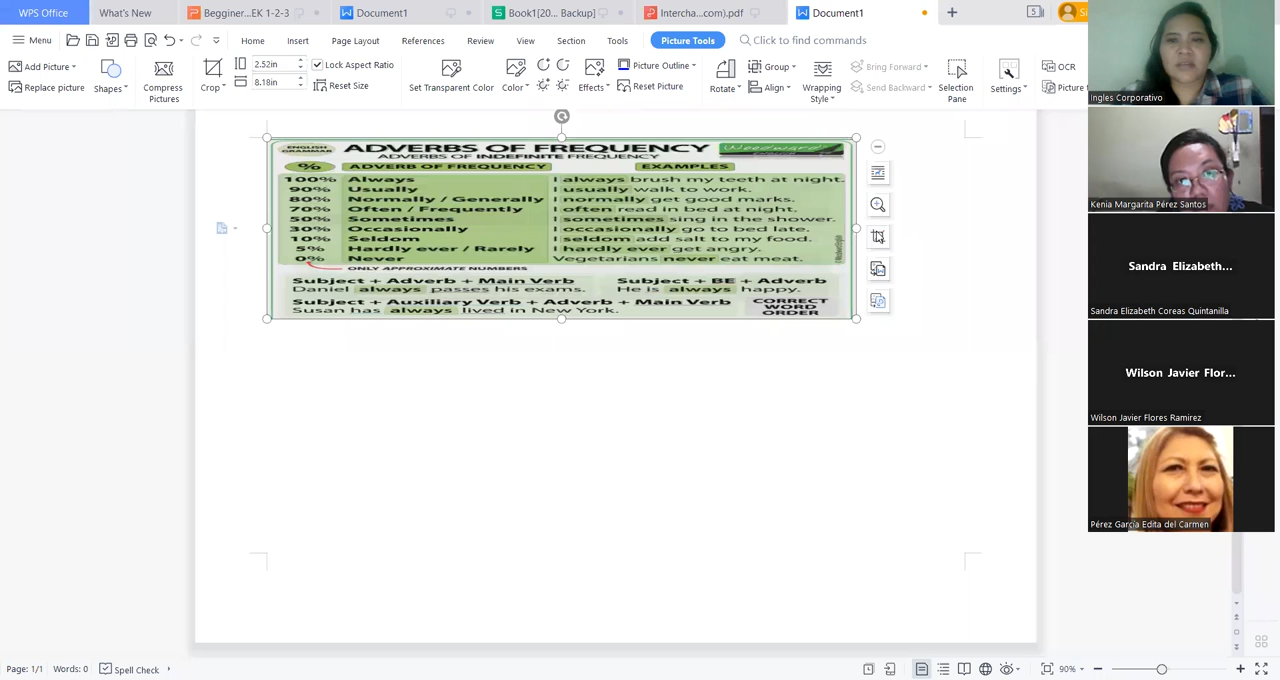 WPS Office What's New Begginer...EK 1-2-3 Document1 Book1[20... Backup] Intercha...com).pdf Document1
Menu Home Insert Page Layout References Review View Section Tools Picture Tools Click to find commands
Add Picture 2.52in Lock Aspect Ratio Picture Outline Group Bring Forward OCR
Replace picture Shapes Compress Pictures Crop 8.18in Reset Size Set Transparent Color Color Effects Reset Picture Rotate Align Wrapping Style Send Backward Selection Pane Settings Picture t
ENGLISH GRAMMAR ADVERBS OF FREQUENCY Woodward
ADVERBS OF INDEFINITE FREQUENCY
% ADVERB OF FREQUENCY EXAMPLES
100% Always I always brush my teeth at night.
90% Usually I usually walk to work.
80% Normally / Generally I normally get good marks.
70% Often / Frequently I often read in bed at night.
50% Sometimes I sometimes sing in the shower.
30% Occasionally I occasionally go to bed late.
10% Seldom I seldom add salt to my food.
5% Hardly ever / Rarely I hardly ever get angry.
0% Never Vegetarians never eat meat.
ONLY APPROXIMATE NUMBERS
Subject + Adverb + Main Verb Subject + BE + Adverb
Daniel always passes his exams. He is always happy.
Subject + Auxiliary Verb + Adverb + Main Verb CORRECT WORD ORDER
Susan has always lived in New York.
Ingles Corporativo
Kenia Margarita Pérez Santos
Sandra Elizabeth...
Sandra Elizabeth Coreas Quintanilla
Wilson Javier Flor...
Wilson Javier Flores Ramirez
Pérez García Edita del Carmen
Page: 1/1 Words: 0 Spell Check 90%